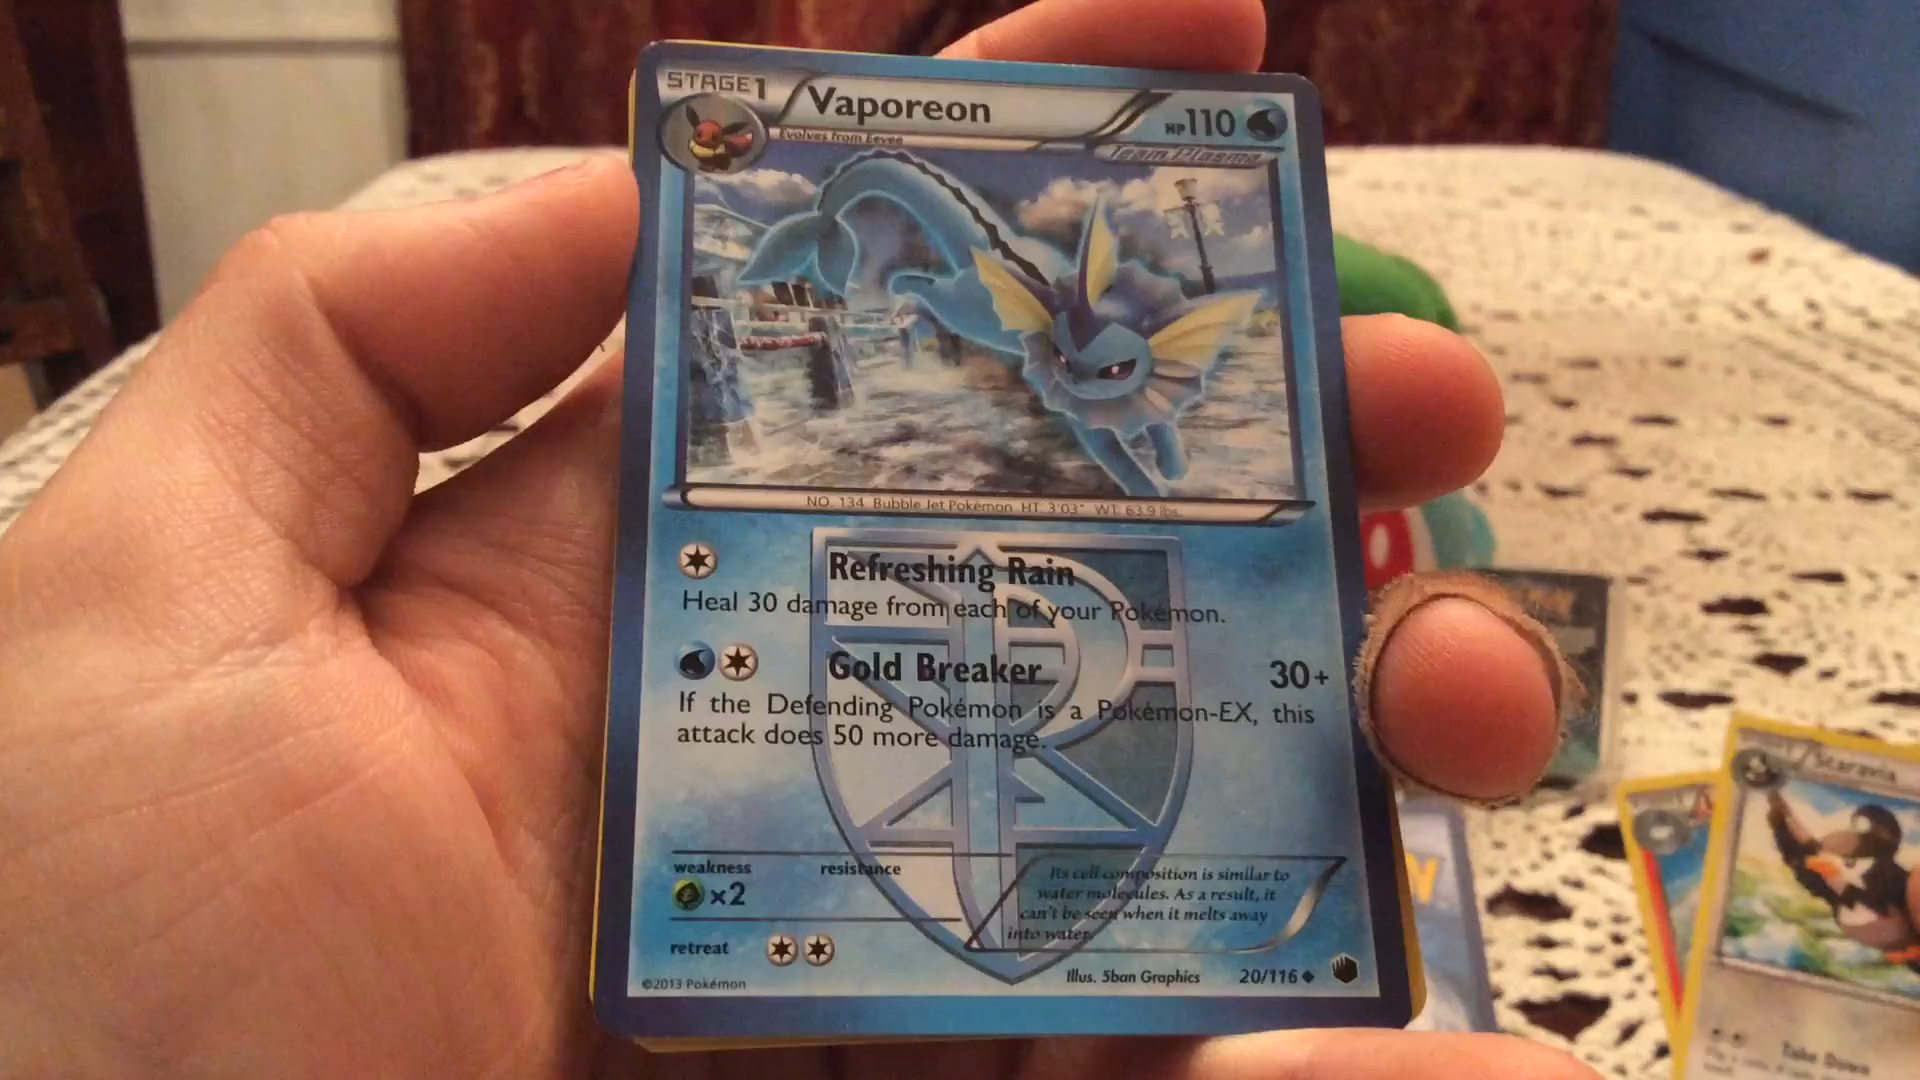 STAGE1
Vaporeon
HP110
Evolves from Eevee
Team Plasma
NO. 134 Bubble Jet Pokémon HT. 3'03" WT. 63.9 lbs.
Refreshing Rain
Heal 30 damage from each of your Pokémon.
Gold Breaker 30+
If the Defending Pokémon is a Pokémon-EX, this
attack does 50 more damage.
weakness
resistance
×2
retreat
Its cell composition is similar to
water molecules. As a result, it
can't be seen when it melts away
into water.
©2013 Pokémon
Illus. 5ban Graphics
20/116
Staravia
Take Down